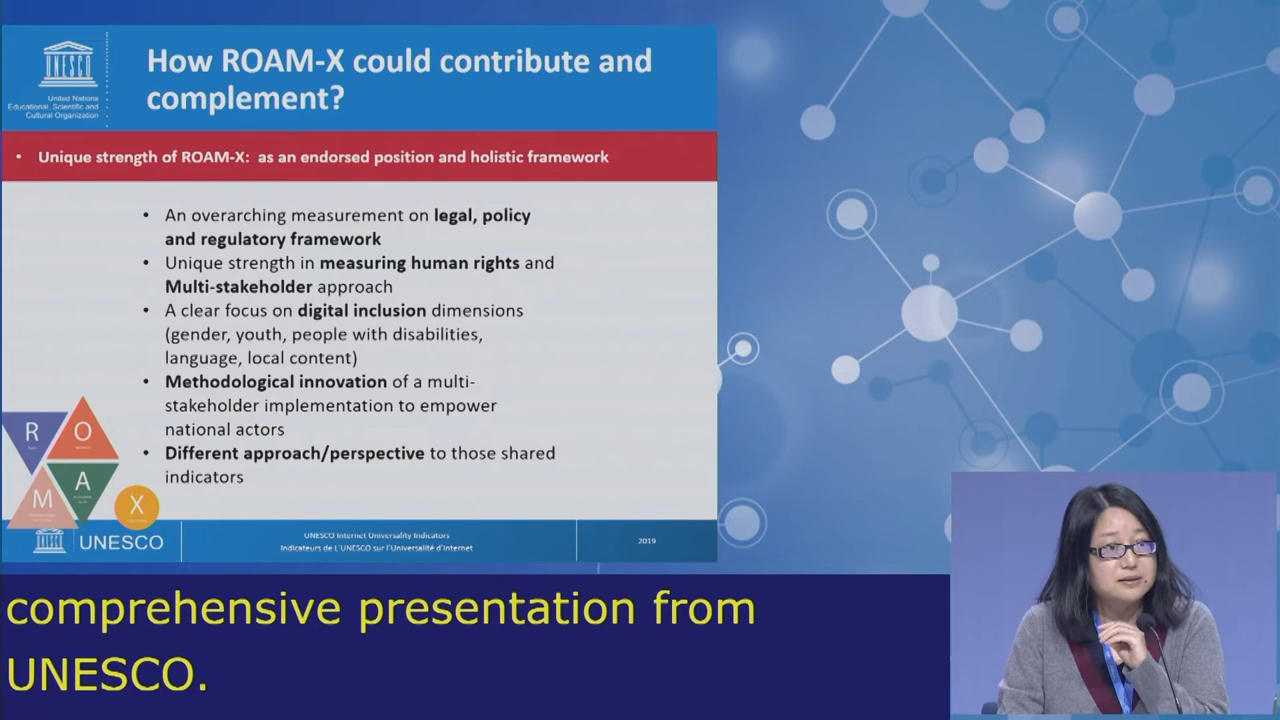 UNESCO
United Nations
Educational, Scientific and
Cultural Organization
How ROAM-X could contribute and
complement?
• Unique strength of ROAM-X: as an endorsed position and holistic framework
• An overarching measurement on legal, policy
and regulatory framework
• Unique strength in measuring human rights and
Multi-stakeholder approach
• A clear focus on digital inclusion dimensions
(gender, youth, people with disabilities,
language, local content)
• Methodological innovation of a multi-
stakeholder implementation to empower
national actors
• Different approach/perspective to those shared
indicators
R
O
A
M
X
UNESCO
UNESCO Internet Universality Indicators
Indicateurs de L'UNESCO sur l'Universalité d'Internet
2019
comprehensive presentation from
UNESCO.